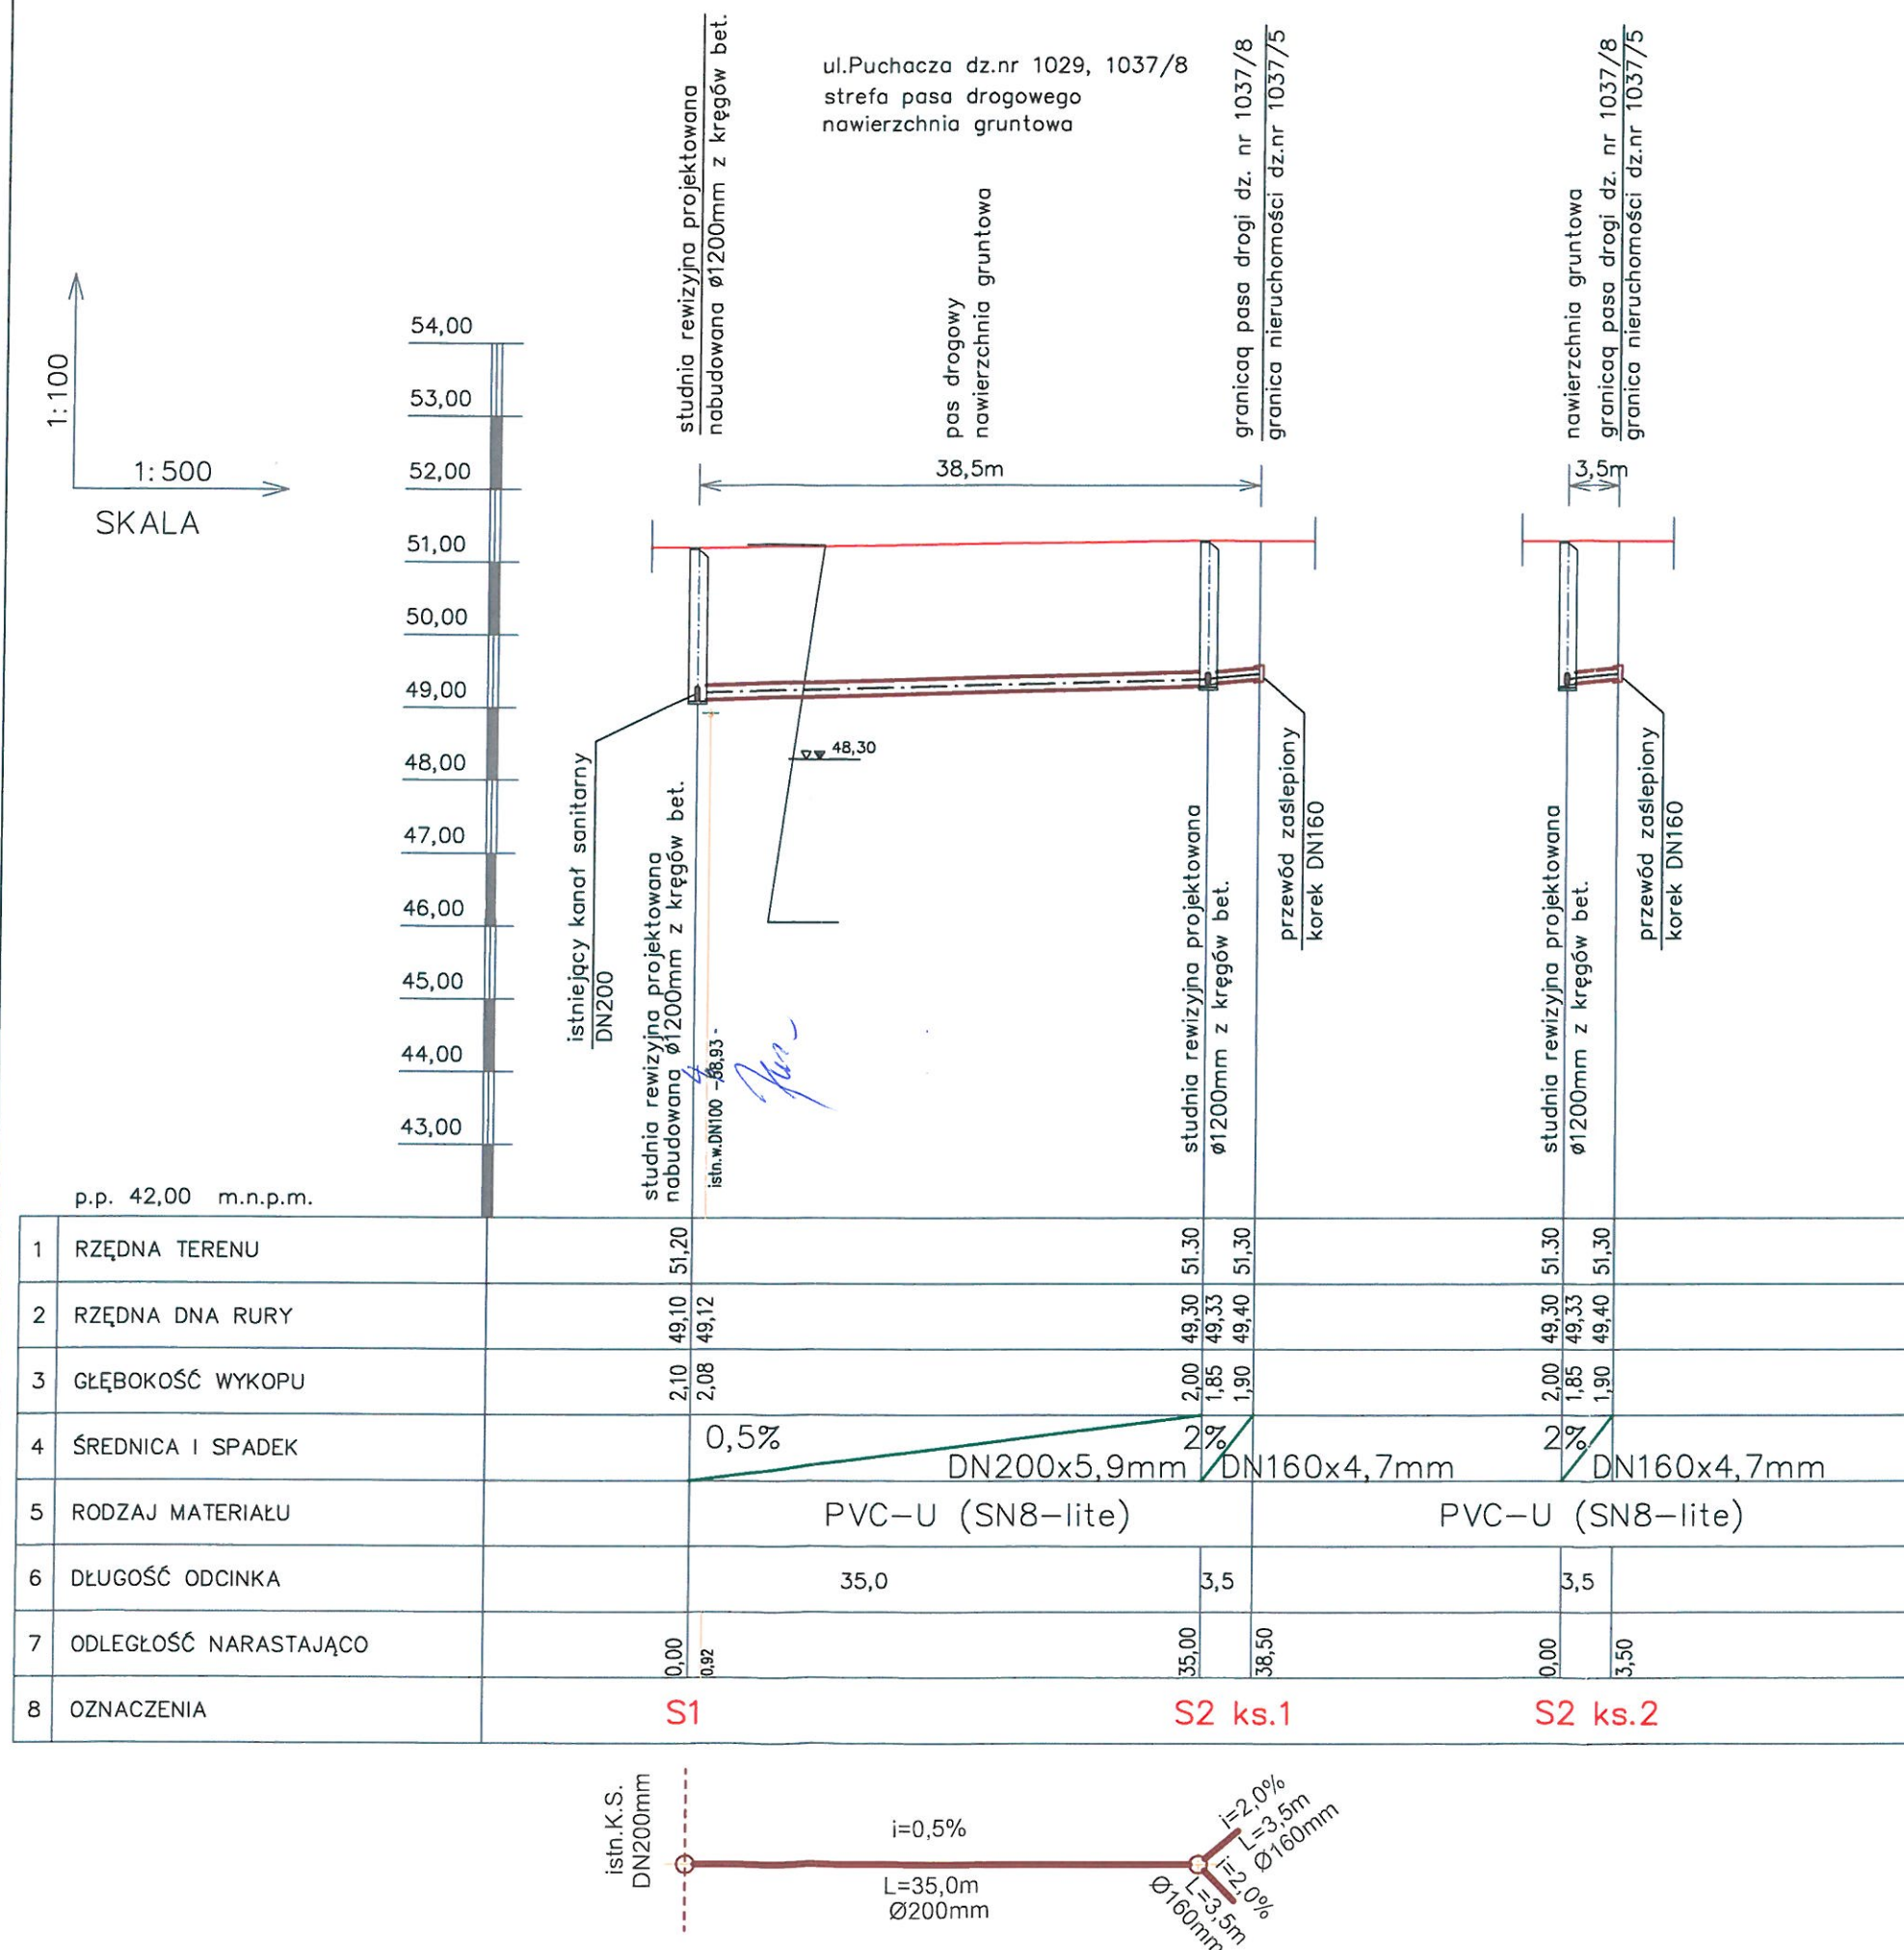 studnia rewizyjna projektowana
nabudowana ø1200mm z kręgów bet.
ul.Puchacza dz.nr 1029, 1037/8
strefa pasa drogowego
nawierzchnia gruntowa
pas drogowy
nawierzchnia gruntowa
granicaq pasa drogi dz. nr 1037/8
granica nieruchomości dz.nr 1037/5
nawierzchnia gruntowa
granicaq pasa drogi dz. nr 1037/8
granica nieruchomości dz.nr 1037/5
1:100
1:500
SKALA
54,00
53,00
52,00
51,00
50,00
49,00
48,00
47,00
46,00
45,00
44,00
43,00
38,5m
3,5m
48,30
istniejący kanał sanitarny
DN200
studnia rewizyjna projektowana
nabudowana ø1200mm z kręgów bet.
istn.w.DN100
studnia rewizyjna projektowana
ø1200mm z kręgów bet.
przewód zaślepiony
korek DN160
studnia rewizyjna projektowana
ø1200mm z kręgów bet.
przewód zaślepiony
korek DN160
p.p. 42,00 m.n.p.m.
1 RZĘDNA TERENU 51,20 51.30 51,30 51.30 51,30
2 RZĘDNA DNA RURY 49,10 49,12 49,30 49,33 49,40 49,30 49,33 49,40
3 GŁĘBOKOŚĆ WYKOPU 2,10 2,08 2,00 1,85 1,90 2,00 1,85 1,90
4 ŚREDNICA I SPADEK 0,5% DN200x5,9mm 2% DN160x4,7mm 2% DN160x4,7mm
5 RODZAJ MATERIAŁU PVC-U (SN8-lite) PVC-U (SN8-lite)
6 DŁUGOŚĆ ODCINKA 35,0 3,5 3,5
7 ODLEGŁOŚĆ NARASTAJĄCO 0,00 0,92 35,00 38,50 0,00 3,50
8 OZNACZENIA S1 S2 ks.1 S2 ks.2
istn.K.S.
DN200mm
i=0,5%
L=35,0m
Ø200mm
i=2,0%
L=3,5m
Ø160mm
i=2,0%
L=3,5m
Ø160mm